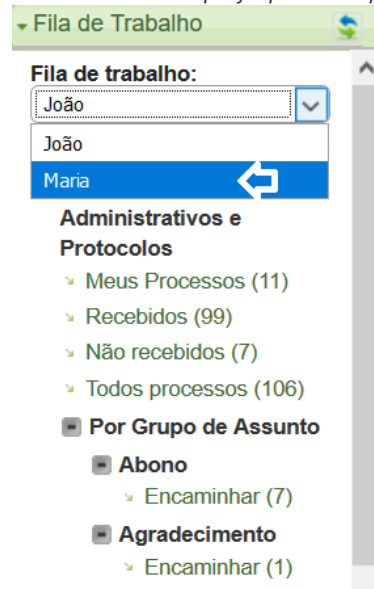 Fila de Trabalho
Fila de trabalho:
João
João
Maria
Administrativos e
Protocolos
Meus Processos (11)
Recebidos (99)
Não recebidos (7)
Todos processos (106)
Por Grupo de Assunto
Abono
Encaminhar (7)
Agradecimento
Encaminhar (1)